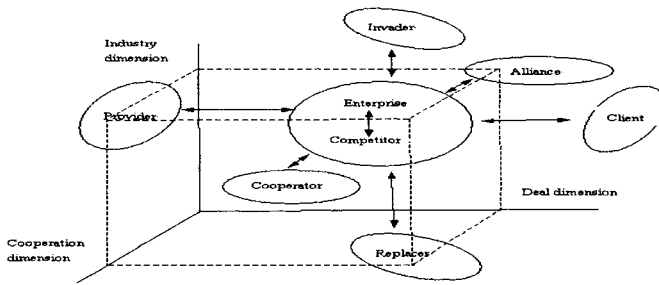 Invader
Industry
dimension
Alliance
Enterprise
Provider
Client
Competitor
Cooperator
Deal dimension
Cooperation
dimension
Replacer